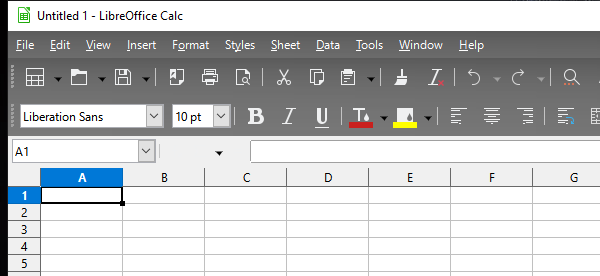 Untitled 1 - LibreOffice Calc
File Edit View Insert Format Styles Sheet Data Tools Window Help
Liberation Sans 10 pt B I U T
A1
A B C D E F G
1
2
3
4
5